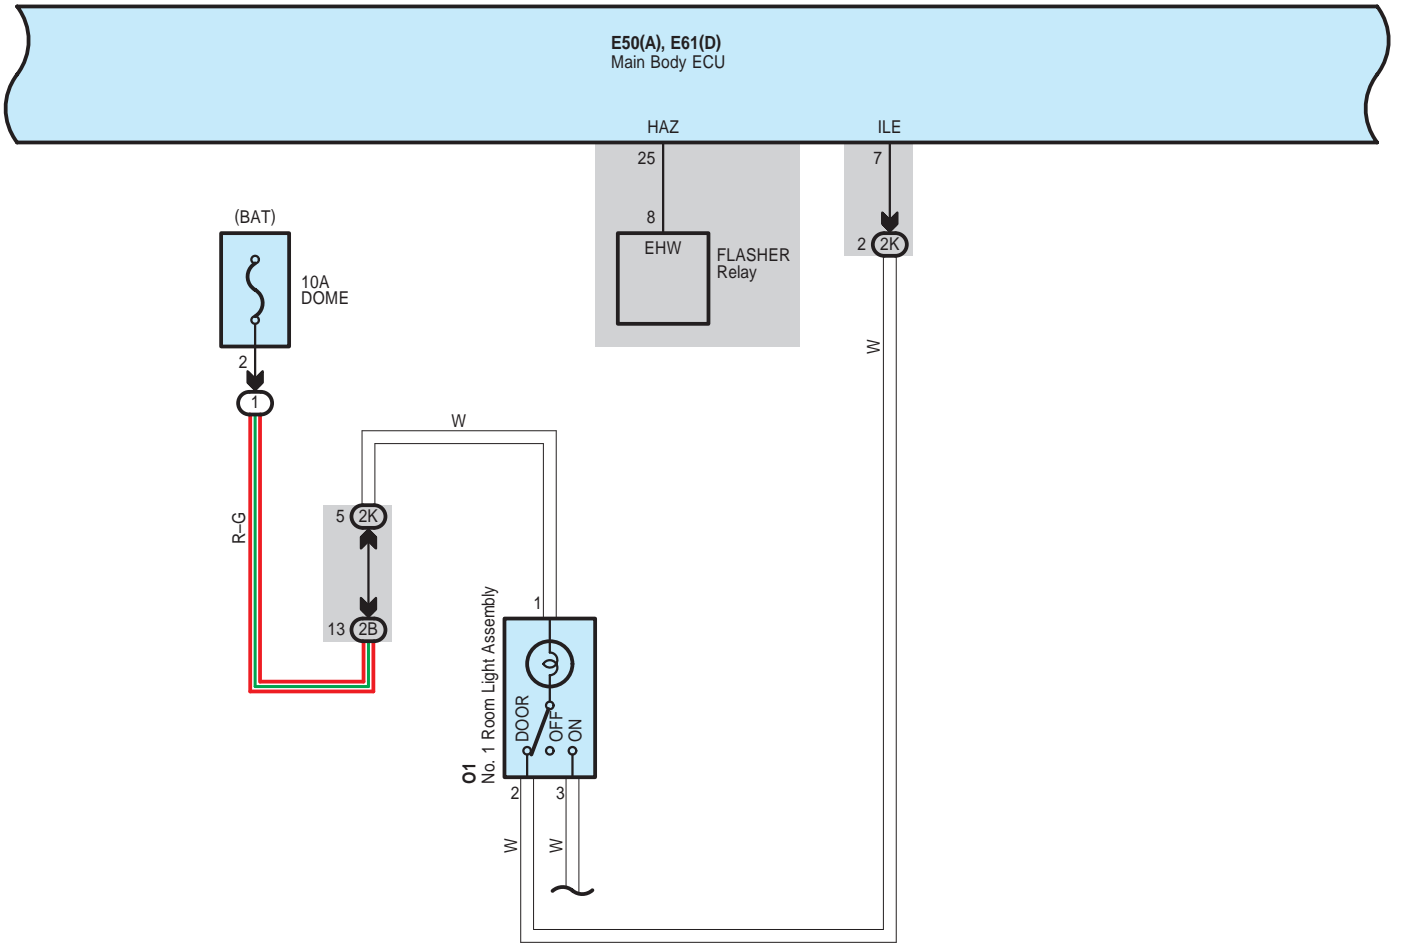 E50(A), E61(D)
Main Body ECU
HAZ
ILE
25
7
8
EHW
FLASHER
Relay
2 2K
(BAT)
10A
DOME
2
1
W
W
R–G
5 2K
13 2B
1
O1
No. 1 Room Light Assembly
DOOR
OFF
ON
2
3
W
W